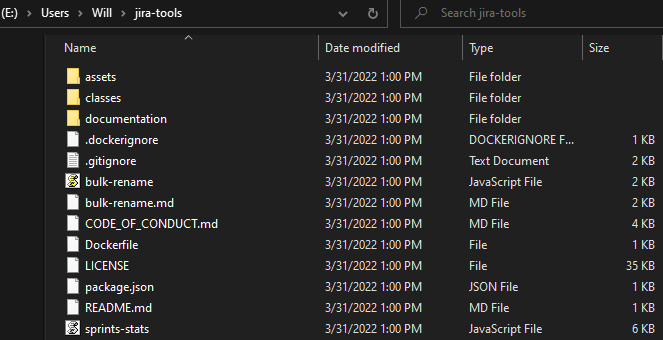 (E:) > Users > Will > jira-tools Search jira-tools
Name Date modified Type Size
assets 3/31/2022 1:00 PM File folder
classes 3/31/2022 1:00 PM File folder
documentation 3/31/2022 1:00 PM File folder
.dockerignore 3/31/2022 1:00 PM DOCKERIGNORE F... 1 KB
.gitignore 3/31/2022 1:00 PM Text Document 2 KB
bulk-rename 3/31/2022 1:00 PM JavaScript File 2 KB
bulk-rename.md 3/31/2022 1:00 PM MD File 2 KB
CODE_OF_CONDUCT.md 3/31/2022 1:00 PM MD File 4 KB
Dockerfile 3/31/2022 1:00 PM File 1 KB
LICENSE 3/31/2022 1:00 PM File 35 KB
package.json 3/31/2022 1:00 PM JSON File 1 KB
README.md 3/31/2022 1:00 PM MD File 1 KB
sprints-stats 3/31/2022 1:00 PM JavaScript File 6 KB